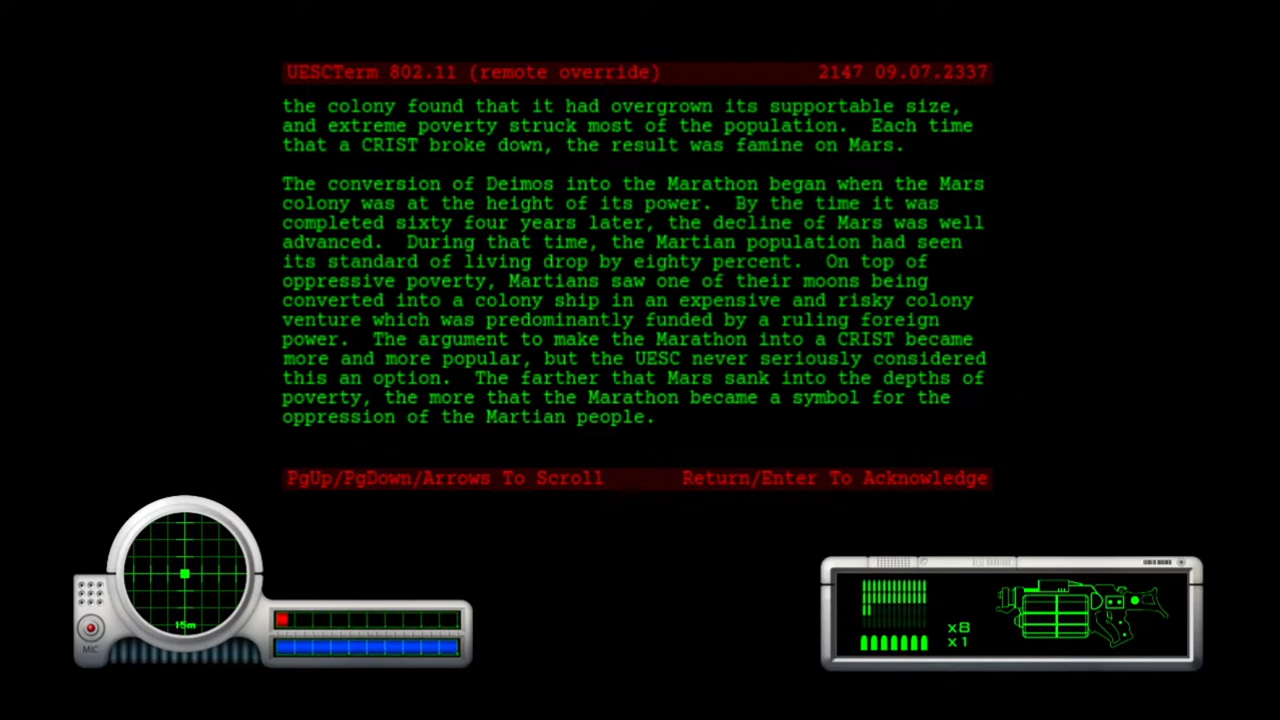 UESCTerm 802.11 (remote override) 2147 09.07.2337
the colony found that it had overgrown its supportable size,
and extreme poverty struck most of the population.  Each time
that a CRIST broke down, the result was famine on Mars.
The conversion of Deimos into the Marathon began when the Mars
colony was at the height of its power.  By the time it was
completed sixty four years later, the decline of Mars was well
advanced.  During that time, the Martian population had seen
its standard of living drop by eighty percent.  On top of
oppressive poverty, Martians saw one of their moons being
converted into a colony ship in an expensive and risky colony
venture which was predominantly funded by a ruling foreign
power.  The argument to make the Marathon into a CRIST became
more and more popular, but the UESC never seriously considered
this an option.  The farther that Mars sank into the depths of
poverty, the more that the Marathon became a symbol for the
oppression of the Martian people.
PgUp/PgDown/Arrows To Scroll Return/Enter To Acknowledge
15m
MIC
x8
x1